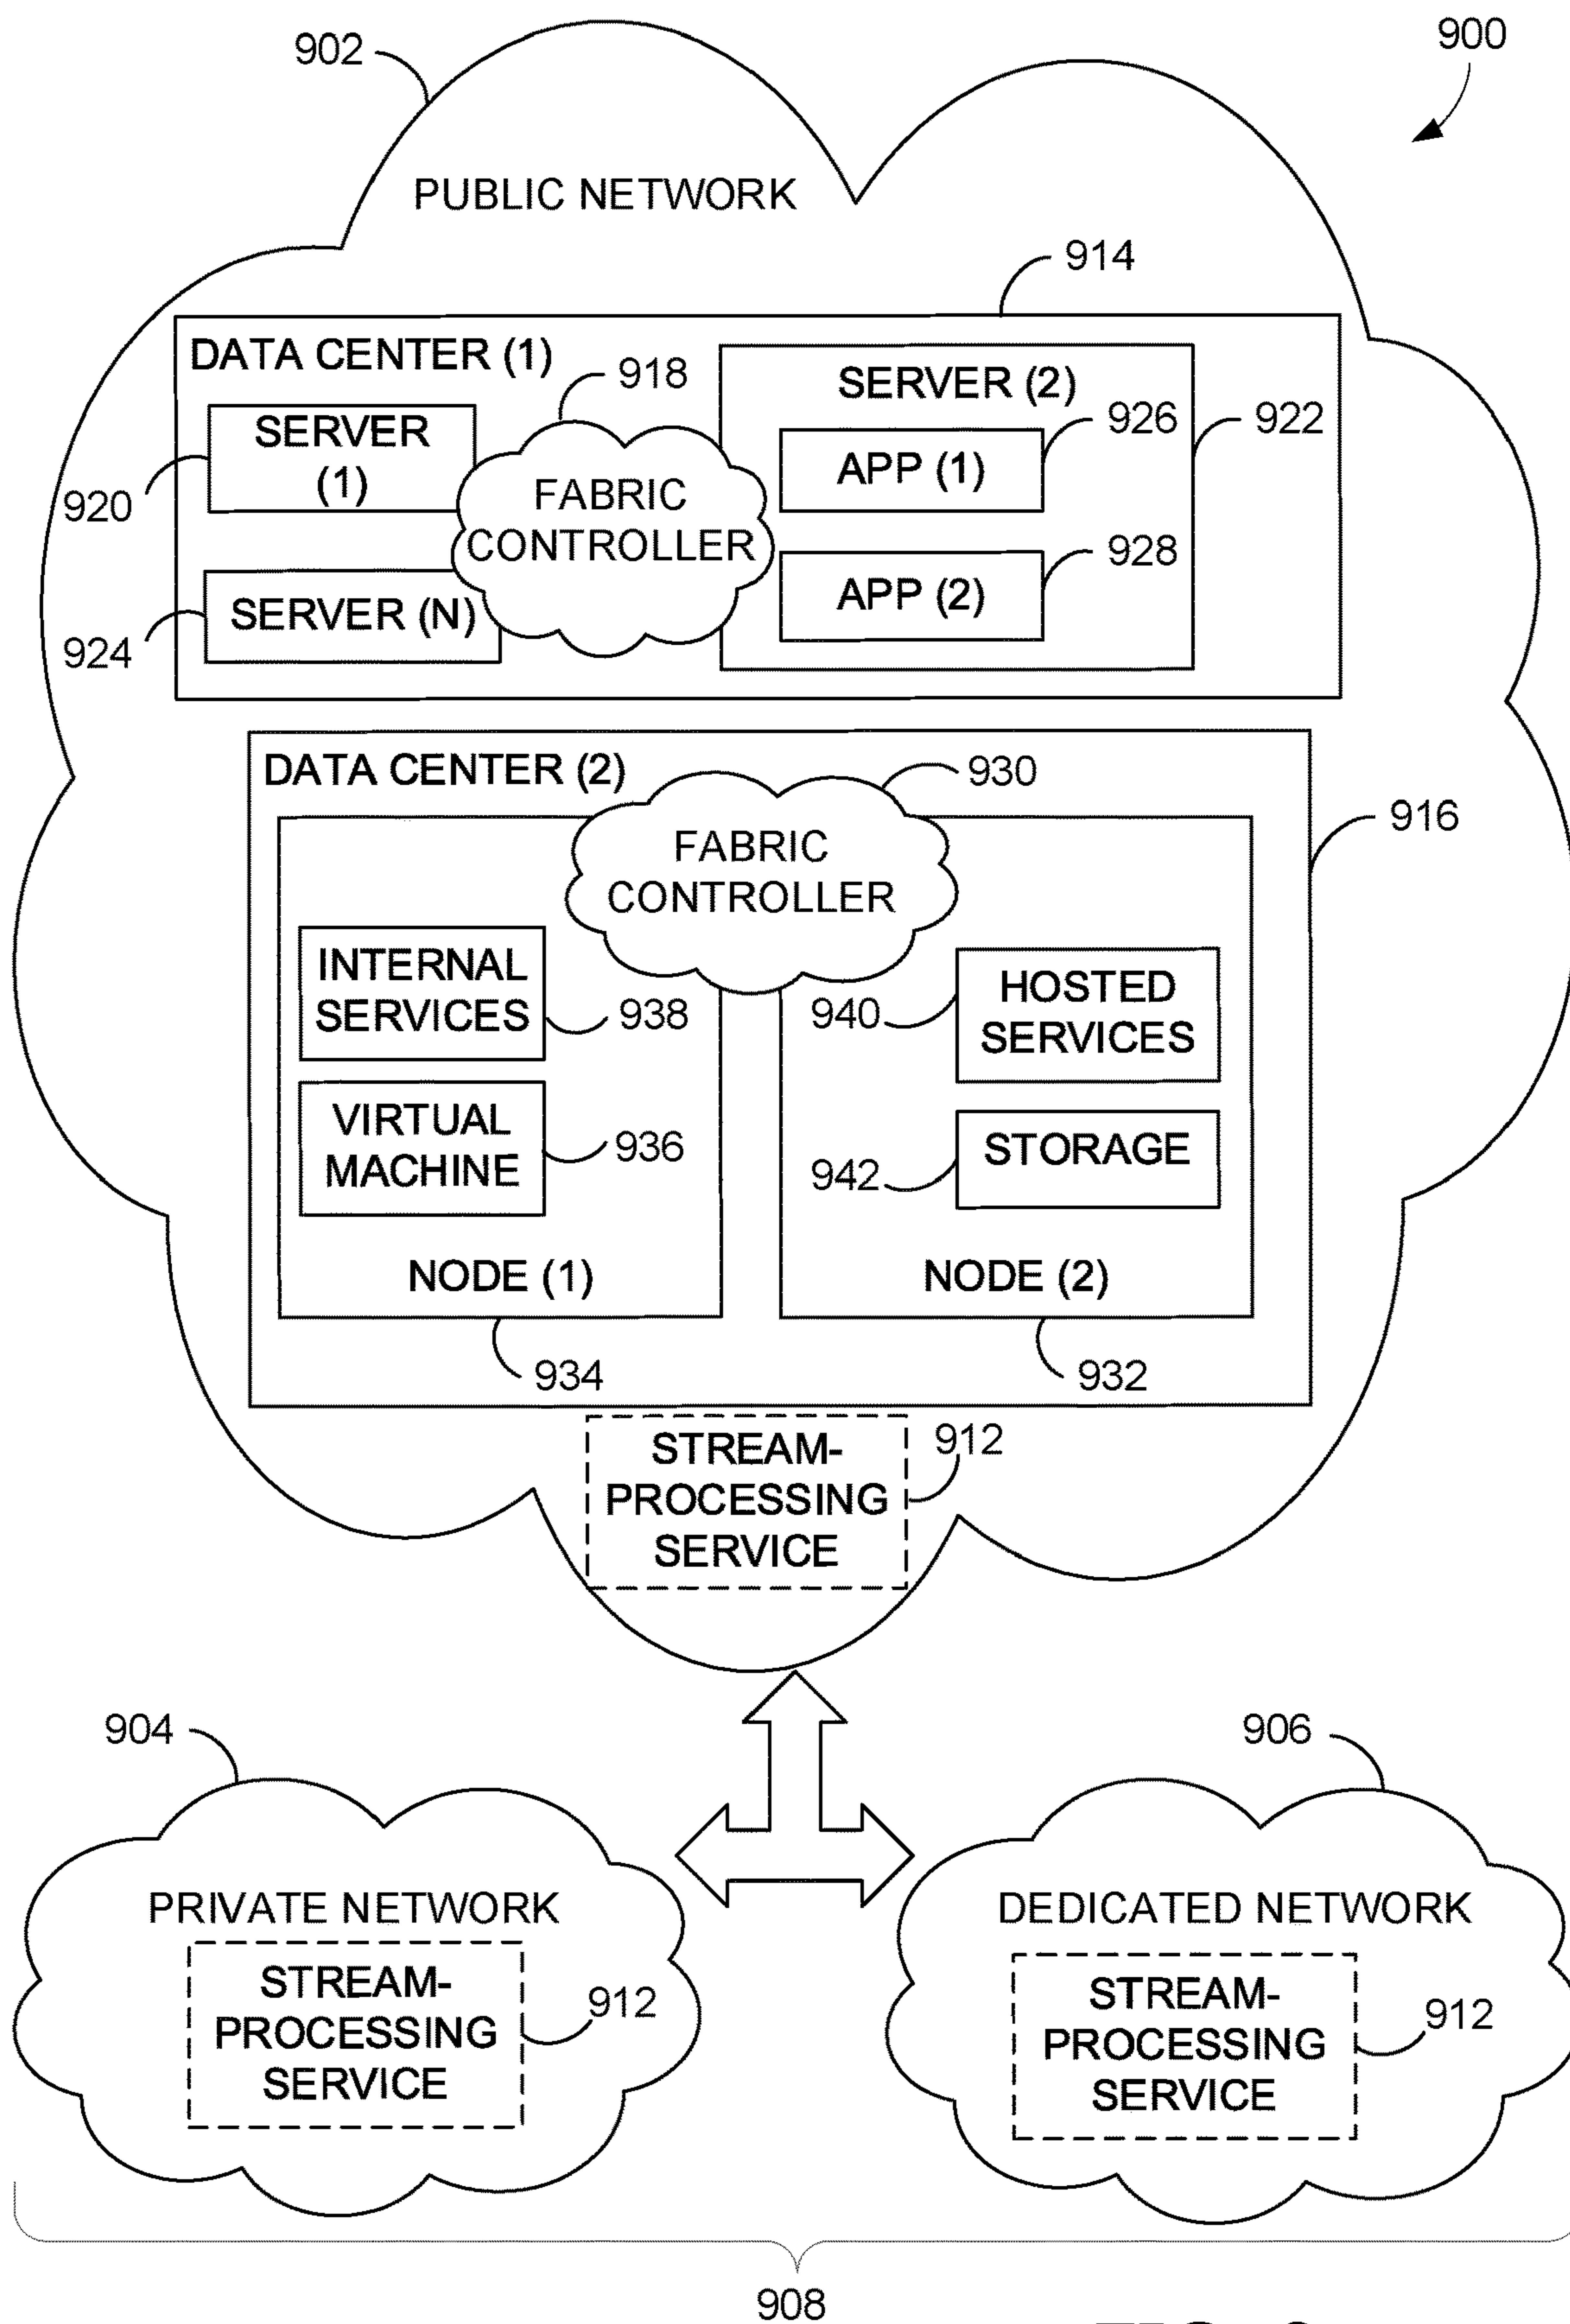 902
900
PUBLIC NETWORK
914
DATA CENTER (1)
918
SERVER (2)
SERVER
(1)
920
FABRIC
CONTROLLER
APP (1)
926
922
SERVER (N)
924
APP (2)
928
DATA CENTER (2)
930
916
FABRIC
CONTROLLER
INTERNAL
SERVICES
938
940
HOSTED
SERVICES
VIRTUAL
MACHINE
936
942
STORAGE
NODE (1)
NODE (2)
934
932
STREAM-
PROCESSING
SERVICE
912
904
906
PRIVATE NETWORK
STREAM-
PROCESSING
SERVICE
912
DEDICATED NETWORK
STREAM-
PROCESSING
SERVICE
912
908